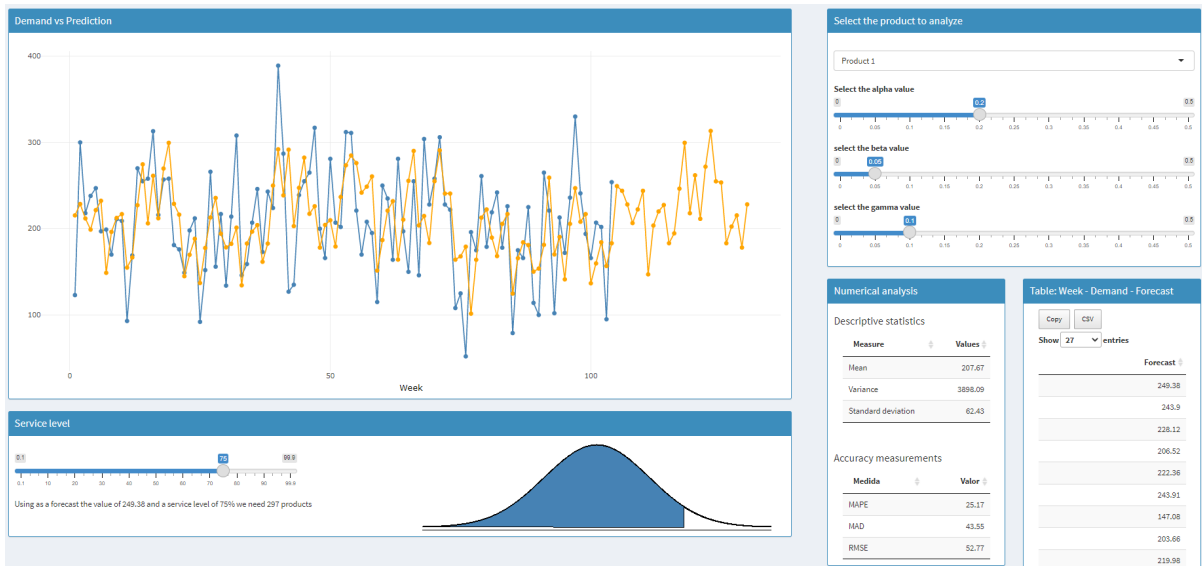 Demand vs Prediction
400
300
200
100
0 50 100
Week
Service level
0.1 75 99.9
0.1 10 20 30 40 50 60 70 80 90 99.9
Using as a forecast the value of 249.38 and a service level of 75% we need 297 products
Select the product to analyze
Product 1
Select the alpha value
0 0.2 0.5
0 0.05 0.1 0.15 0.2 0.25 0.3 0.35 0.4 0.45 0.5
select the beta value
0 0.05 0.5
0 0.05 0.1 0.15 0.2 0.25 0.3 0.35 0.4 0.45 0.5
select the gamma value
0 0.1 0.5
0 0.05 0.1 0.15 0.2 0.25 0.3 0.35 0.4 0.45 0.5
Numerical analysis
Descriptive statistics
Measure Values
Mean 207.67
Variance 3898.09
Standard deviation 62.43
Accuracy measurements
Medida Valor
MAPE 25.17
MAD 43.55
RMSE 52.77
Table: Week - Demand - Forecast
Copy CSV
Show 27 entries
Forecast
249.38
243.9
228.12
206.52
222.36
243.91
147.08
203.66
219.98